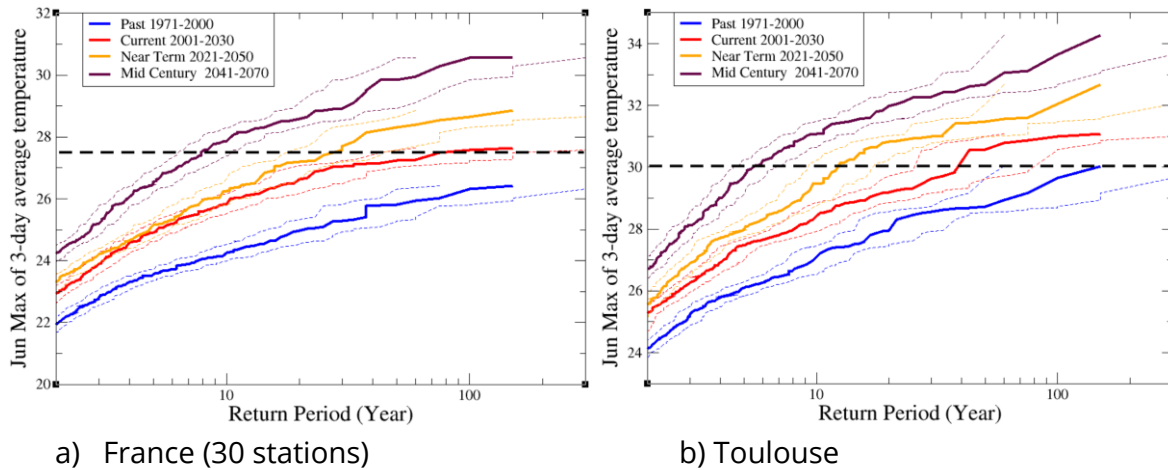 Past 1971-2000
Current 2001-2030
Near Term 2021-2050
Mid Century 2041-2070
Jun Max of 3-day average temperature
32
30
28
26
24
22
20
10
100
Return Period (Year)
a) France (30 stations)
Past 1971-2000
Current 2001-2030
Near Term 2021-2050
Mid Century 2041-2070
Jun Max of 3-day average temperature
34
32
30
28
26
24
10
100
Return Period (Year)
b) Toulouse